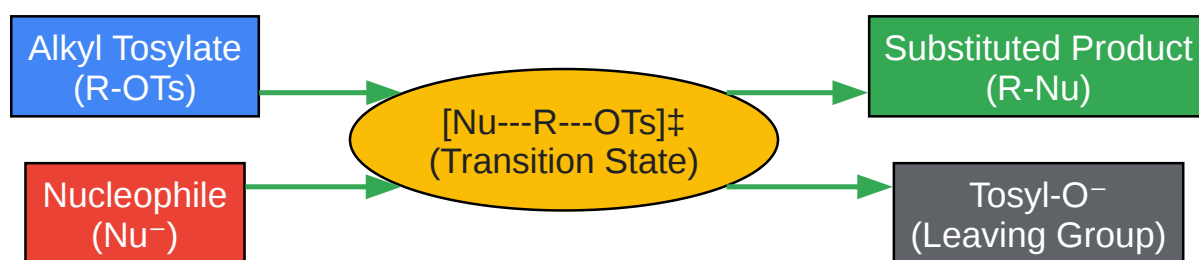 Alkyl Tosylate
(R-OTs)
Nucleophile
(Nu⁻)
[Nu---R---OTs]‡
(Transition State)
Substituted Product
(R-Nu)
Tosyl-O⁻
(Leaving Group)